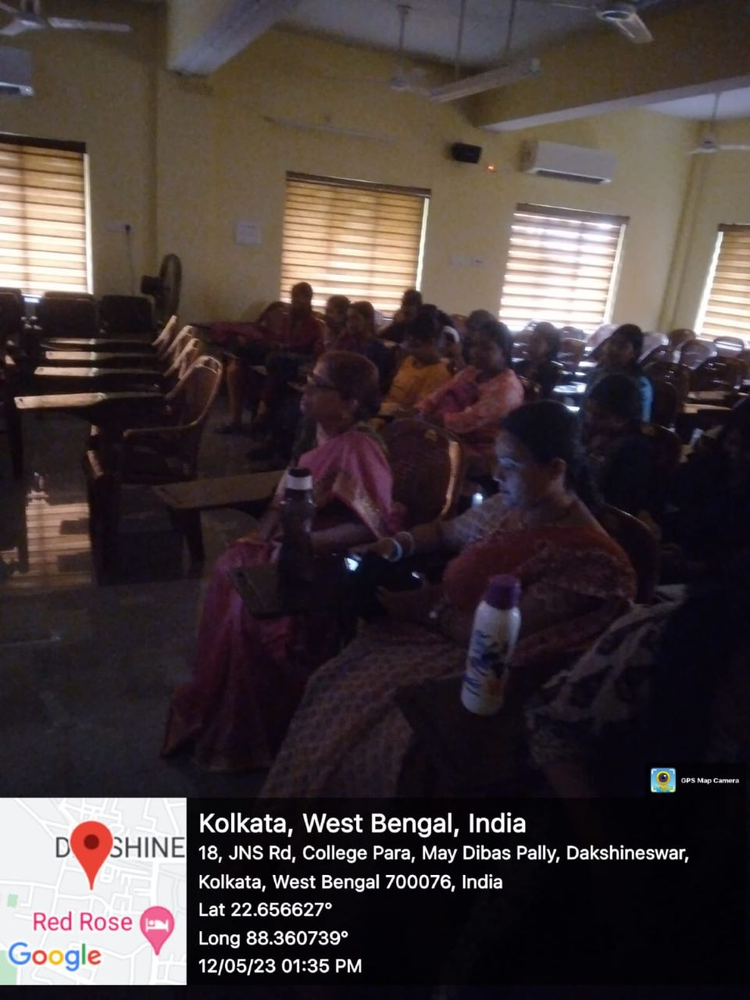 GPS Map Camera
D SHINE
Red Rose
Google
Kolkata, West Bengal, India
18, JNS Rd, College Para, May Dibas Pally, Dakshineswar,
Kolkata, West Bengal 700076, India
Lat 22.656627°
Long 88.360739°
12/05/23 01:35 PM